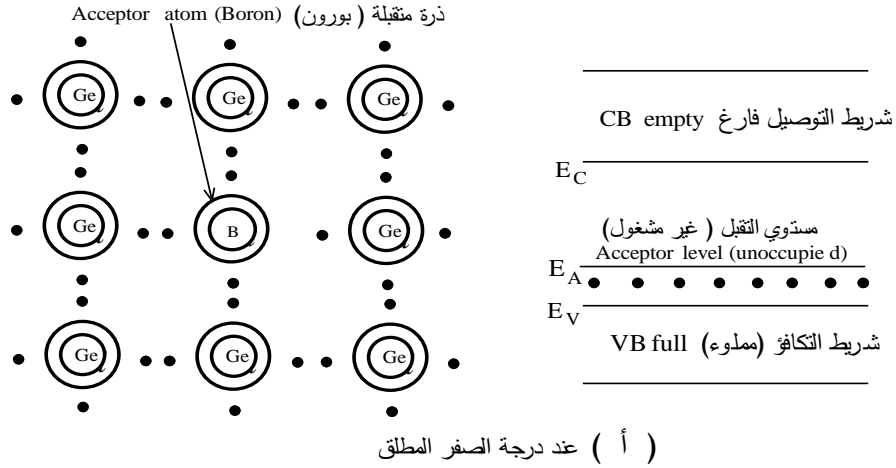 Acceptor atom (Boron) ذرة متقبلة ( بورون)
Ge Ge Ge
شريط التوصيل فارغ CB empty
E_C
Ge B Ge
مستوي التقبل ( غير مشغول)
Acceptor level (unoccupie d)
E_A
E_V
شريط التكافؤ (مملوء) VB full
Ge Ge Ge
( أ ) عند درجة الصفر المطلق